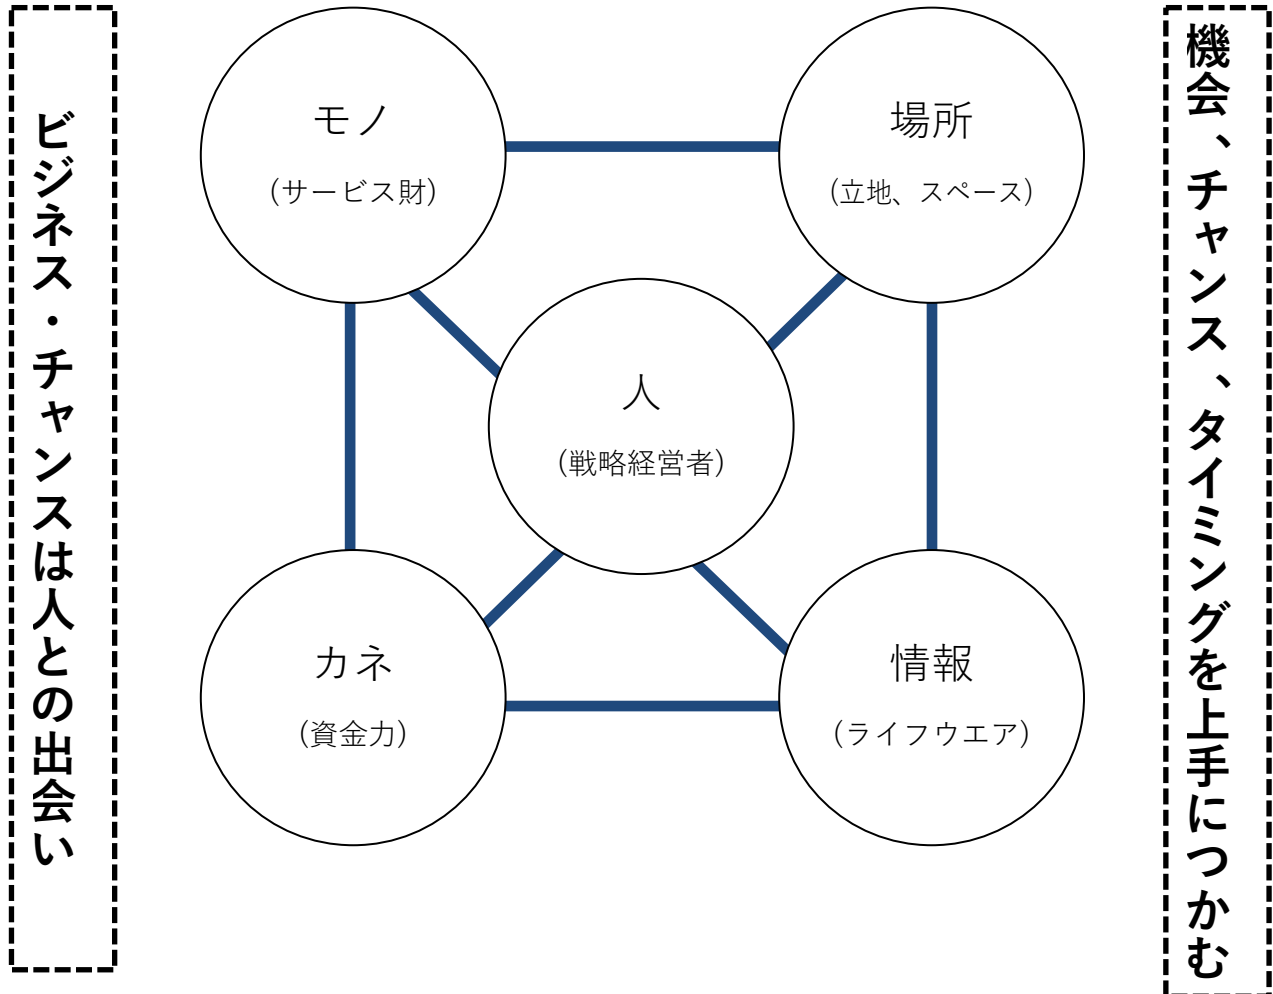 ビジネス・チャンスは人との出会い
モノ
(サービス財)
場所
(立地、スペース)
人
(戦略経営者)
カネ
(資金力)
情報
(ライフウエア)
機会、チャンス、タイミングを上手につかむ